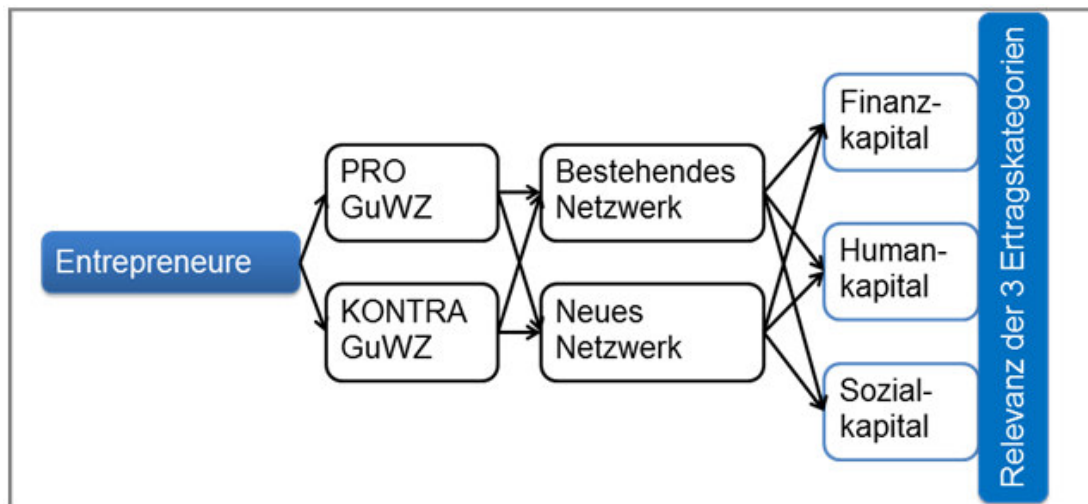 Entrepreneure
PRO
GuWZ
KONTRA
GuWZ
Bestehendes
Netzwerk
Neues
Netzwerk
Finanz-
kapital
Human-
kapital
Sozial-
kapital
Relevanz der 3 Ertragskategorien